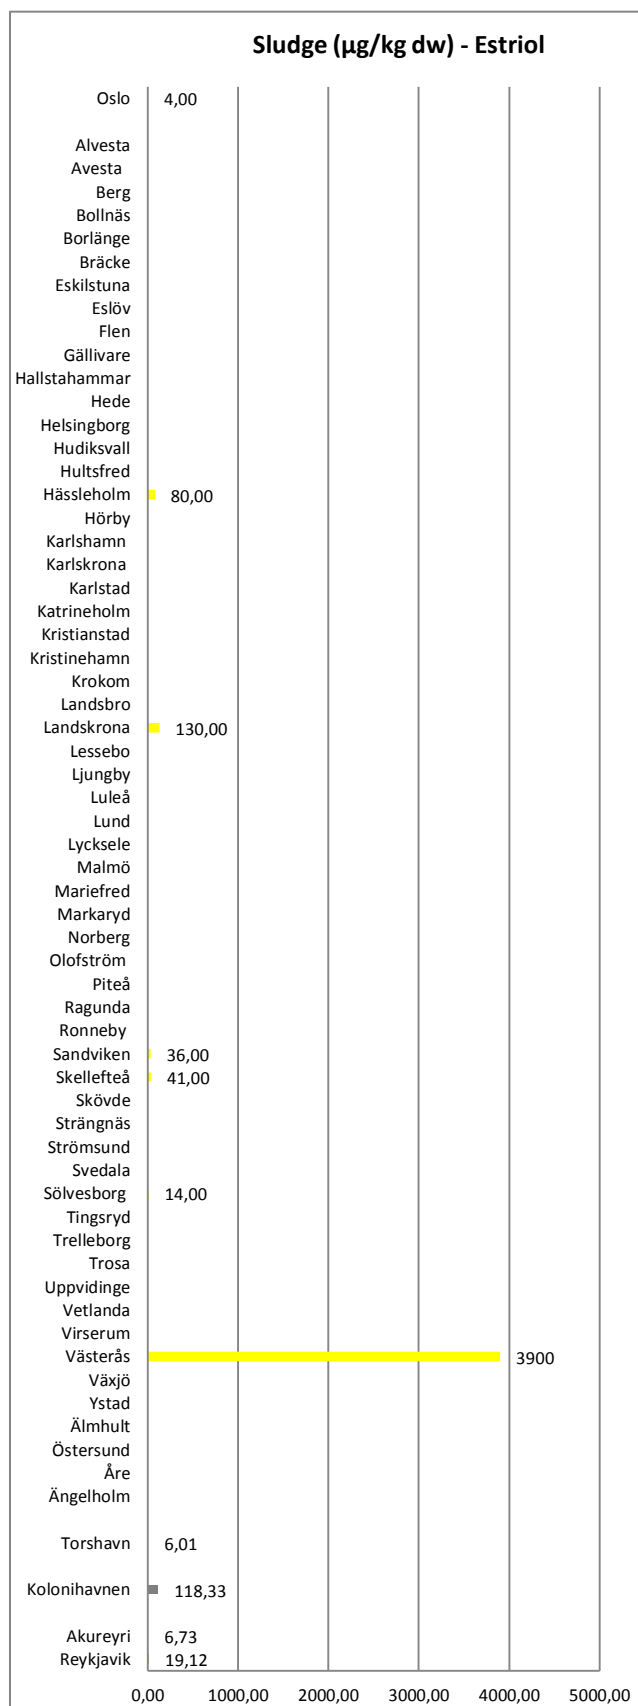 Sludge (µg/kg dw) - Estriol
Oslo 4,00
Alvesta
Avesta
Berg
Bollnäs
Borlänge
Bräcke
Eskilstuna
Eslöv
Flen
Gällivare
Hallstahammar
Hede
Helsingborg
Hudiksvall
Hultsfred
Hässleholm 80,00
Hörby
Karlshamn
Karlskrona
Karlstad
Katrineholm
Kristianstad
Kristinehamn
Krokom
Landsbro
Landskrona 130,00
Lessebo
Ljungby
Luleå
Lund
Lycksele
Malmö
Mariefred
Markaryd
Norberg
Olofström
Piteå
Ragunda
Ronneby
Sandviken 36,00
Skellefteå 41,00
Skövde
Strängnäs
Strömsund
Svedala
Sölvesborg 14,00
Tingsryd
Trelleborg
Trosa
Uppvidinge
Vetlanda
Virserum
Västerås 3900
Växjö
Ystad
Älmhult
Östersund
Åre
Ängelholm
Torshavn 6,01
Kolonihavnen 118,33
Akureyri 6,73
Reykjavik 19,12
0,00 1000,00 2000,00 3000,00 4000,00 5000,00